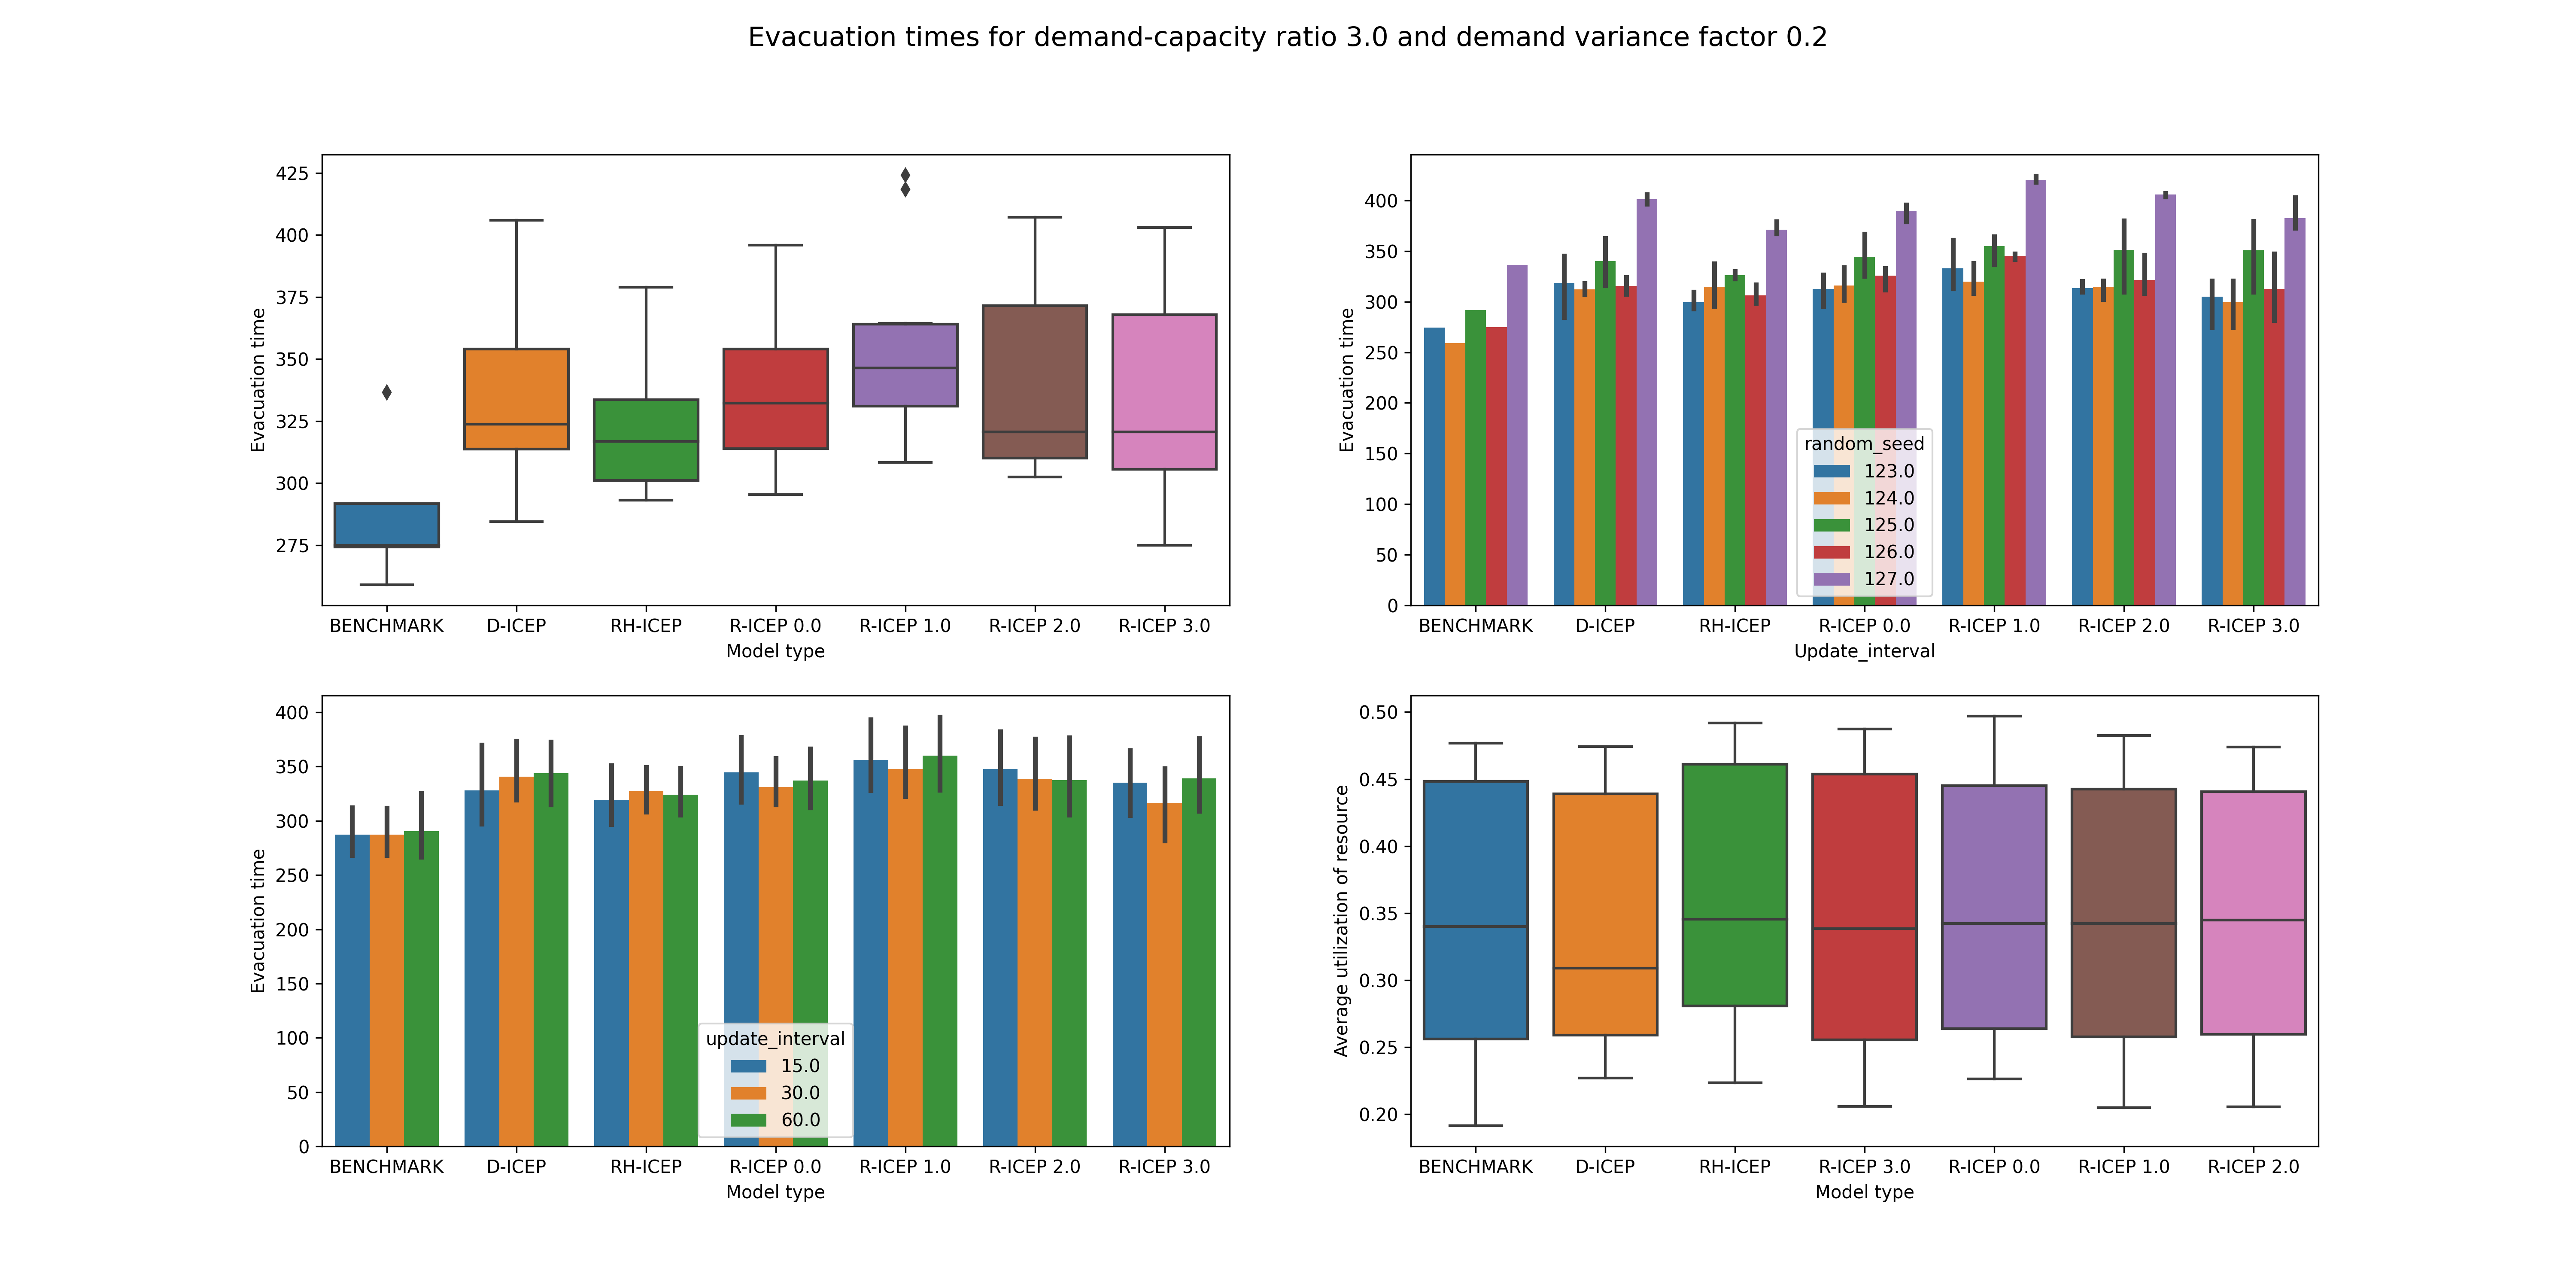 Evacuation times for demand-capacity ratio 3.0 and demand variance factor 0.2
425
400
375
350
325
300
275
Evacuation time
BENCHMARK D-ICEP RH-ICEP R-ICEP 0.0 R-ICEP 1.0 R-ICEP 2.0 R-ICEP 3.0
Model type
400
350
300
250
200
150
100
50
0
Evacuation time
random_seed
123.0
124.0
125.0
126.0
127.0
BENCHMARK D-ICEP RH-ICEP R-ICEP 0.0 R-ICEP 1.0 R-ICEP 2.0 R-ICEP 3.0
Update_interval
400
350
300
250
200
150
100
50
0
Evacuation time
update_interval
15.0
30.0
60.0
BENCHMARK D-ICEP RH-ICEP R-ICEP 0.0 R-ICEP 1.0 R-ICEP 2.0 R-ICEP 3.0
Model type
0.50
0.45
0.40
0.35
0.30
0.25
0.20
Average utilization of resource
BENCHMARK D-ICEP RH-ICEP R-ICEP 3.0 R-ICEP 0.0 R-ICEP 1.0 R-ICEP 2.0
Model type